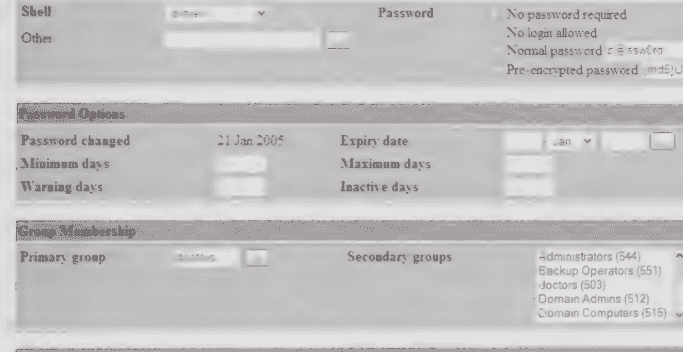 Shell Password No password required
No login allowed
Other Normal password
Pre-encrypted password
Password Options
Password changed 21 Jan 2005 Expiry date Jan
Minimum days Maximum days
Warning days Inactive days
Group Membership
Primary group Secondary groups Administrators (544)
Backup Operators (551)
doctors (503)
Domain Admins (512)
Domain Computers (515)